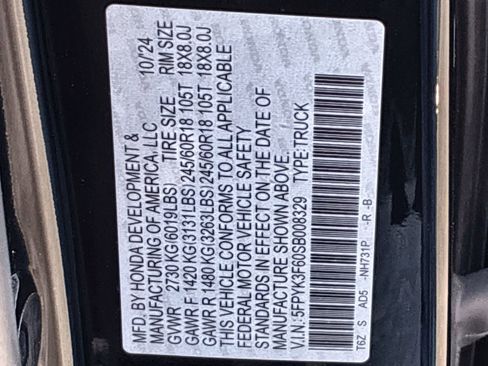 MFD. BY HONDA DEVELOPMENT & 10/24
MANUFACTURING OF AMERICA, LLC
GVWR 2730 KG(6019LBS) TIRE SIZE RIM SIZE
GAWR F 1420 KG(3131LBS)245/60R18 105T 18X8.0J
GAWR R 1480 KG(3263LBS)245/60R18 105T 18X8.0J
THIS VEHICLE CONFORMS TO ALL APPLICABLE
FEDERAL MOTOR VEHICLE SAFETY
STANDARDS IN EFFECT ON THE DATE OF
MANUFACTURE SHOWN ABOVE.
V.I.N.: 5FPYK3F60SB008329 TYPE:TRUCK
T6Z S AD5 -NH731P -R -B-